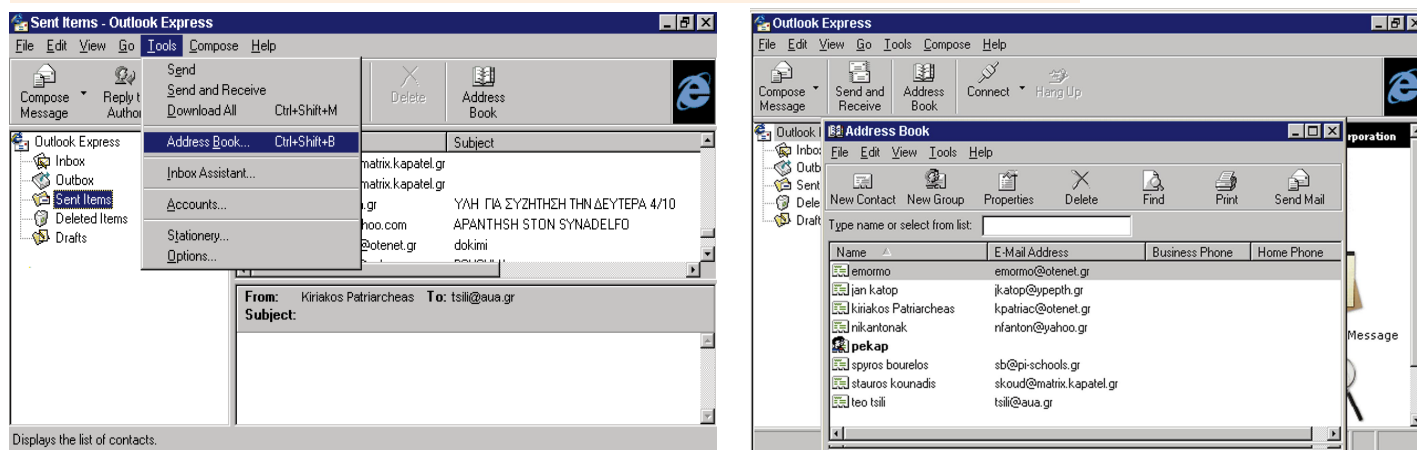 Sent Items - Outlook Express
File Edit View Go Tools Compose Help
Compose Message
Reply t
Author
Delete
Address Book
Send
Send and Receive
Download All Ctrl+Shift+M
Address Book... Ctrl+Shift+B
Inbox Assistant...
Accounts...
Stationery...
Options...
Outlook Express
Inbox
Outbox
Sent Items
Deleted Items
Drafts
Subject
matrix.kapatel.gr
matrix.kapatel.gr
.gr ΥΛΗ ΓΙΑ ΣΥΖΗΤΗΣΗ ΤΗΝ ΔΕΥΤΕΡΑ 4/10
hoo.com APANTHSH STON SYNADELFO
@otenet.gr dokimi
From: Kiriakos Patriarcheas To: tsili@aua.gr
Subject:
Displays the list of contacts.
Outlook Express
File Edit View Go Tools Compose Help
Compose Message
Send and Receive
Address Book
Connect
Hang Up
Outlook
Inbo
Outb
Sent
Dele
Draft
rporation
Message
Address Book
File Edit View Tools Help
New Contact New Group Properties Delete Find Print Send Mail
Type name or select from list:
Name E-Mail Address Business Phone Home Phone
emormo emormo@otenet.gr
jan katop jkatop@ypepth.gr
kiriakos Patriarcheas kpatriac@otenet.gr
nikantonak nfanton@yahoo.gr
pekap
spyros bourelos sb@pi-schools.gr
stauros kounadis skoud@matrix.kapatel.gr
teo tsili tsili@aua.gr